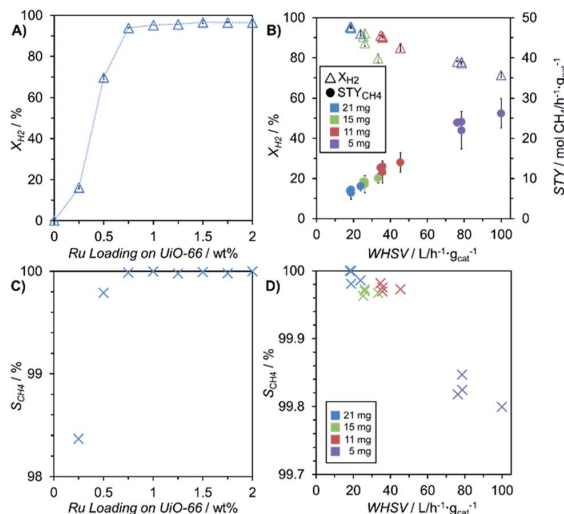 A)
100
80
60
40
20
0
X_H2 / %
0 0.5 1 1.5 2
Ru Loading on UiO-66 / wt%
B)
100
80
60
40
20
0
X_H2 / %
50
40
30
20
10
0
STY / mol CH₄/h⁻¹·g_cat⁻¹
X_H2
STY_CH4
21 mg
15 mg
11 mg
5 mg
0 20 40 60 80 100
WHSV / L/h⁻¹·g_cat⁻¹
C)
100
99
98
S_CH4 / %
0 0.5 1 1.5 2
Ru Loading on UiO-66 / wt%
D)
100
99.9
99.8
99.7
S_CH4 / %
21 mg
15 mg
11 mg
5 mg
0 20 40 60 80 100
WHSV / L/h⁻¹·g_cat⁻¹